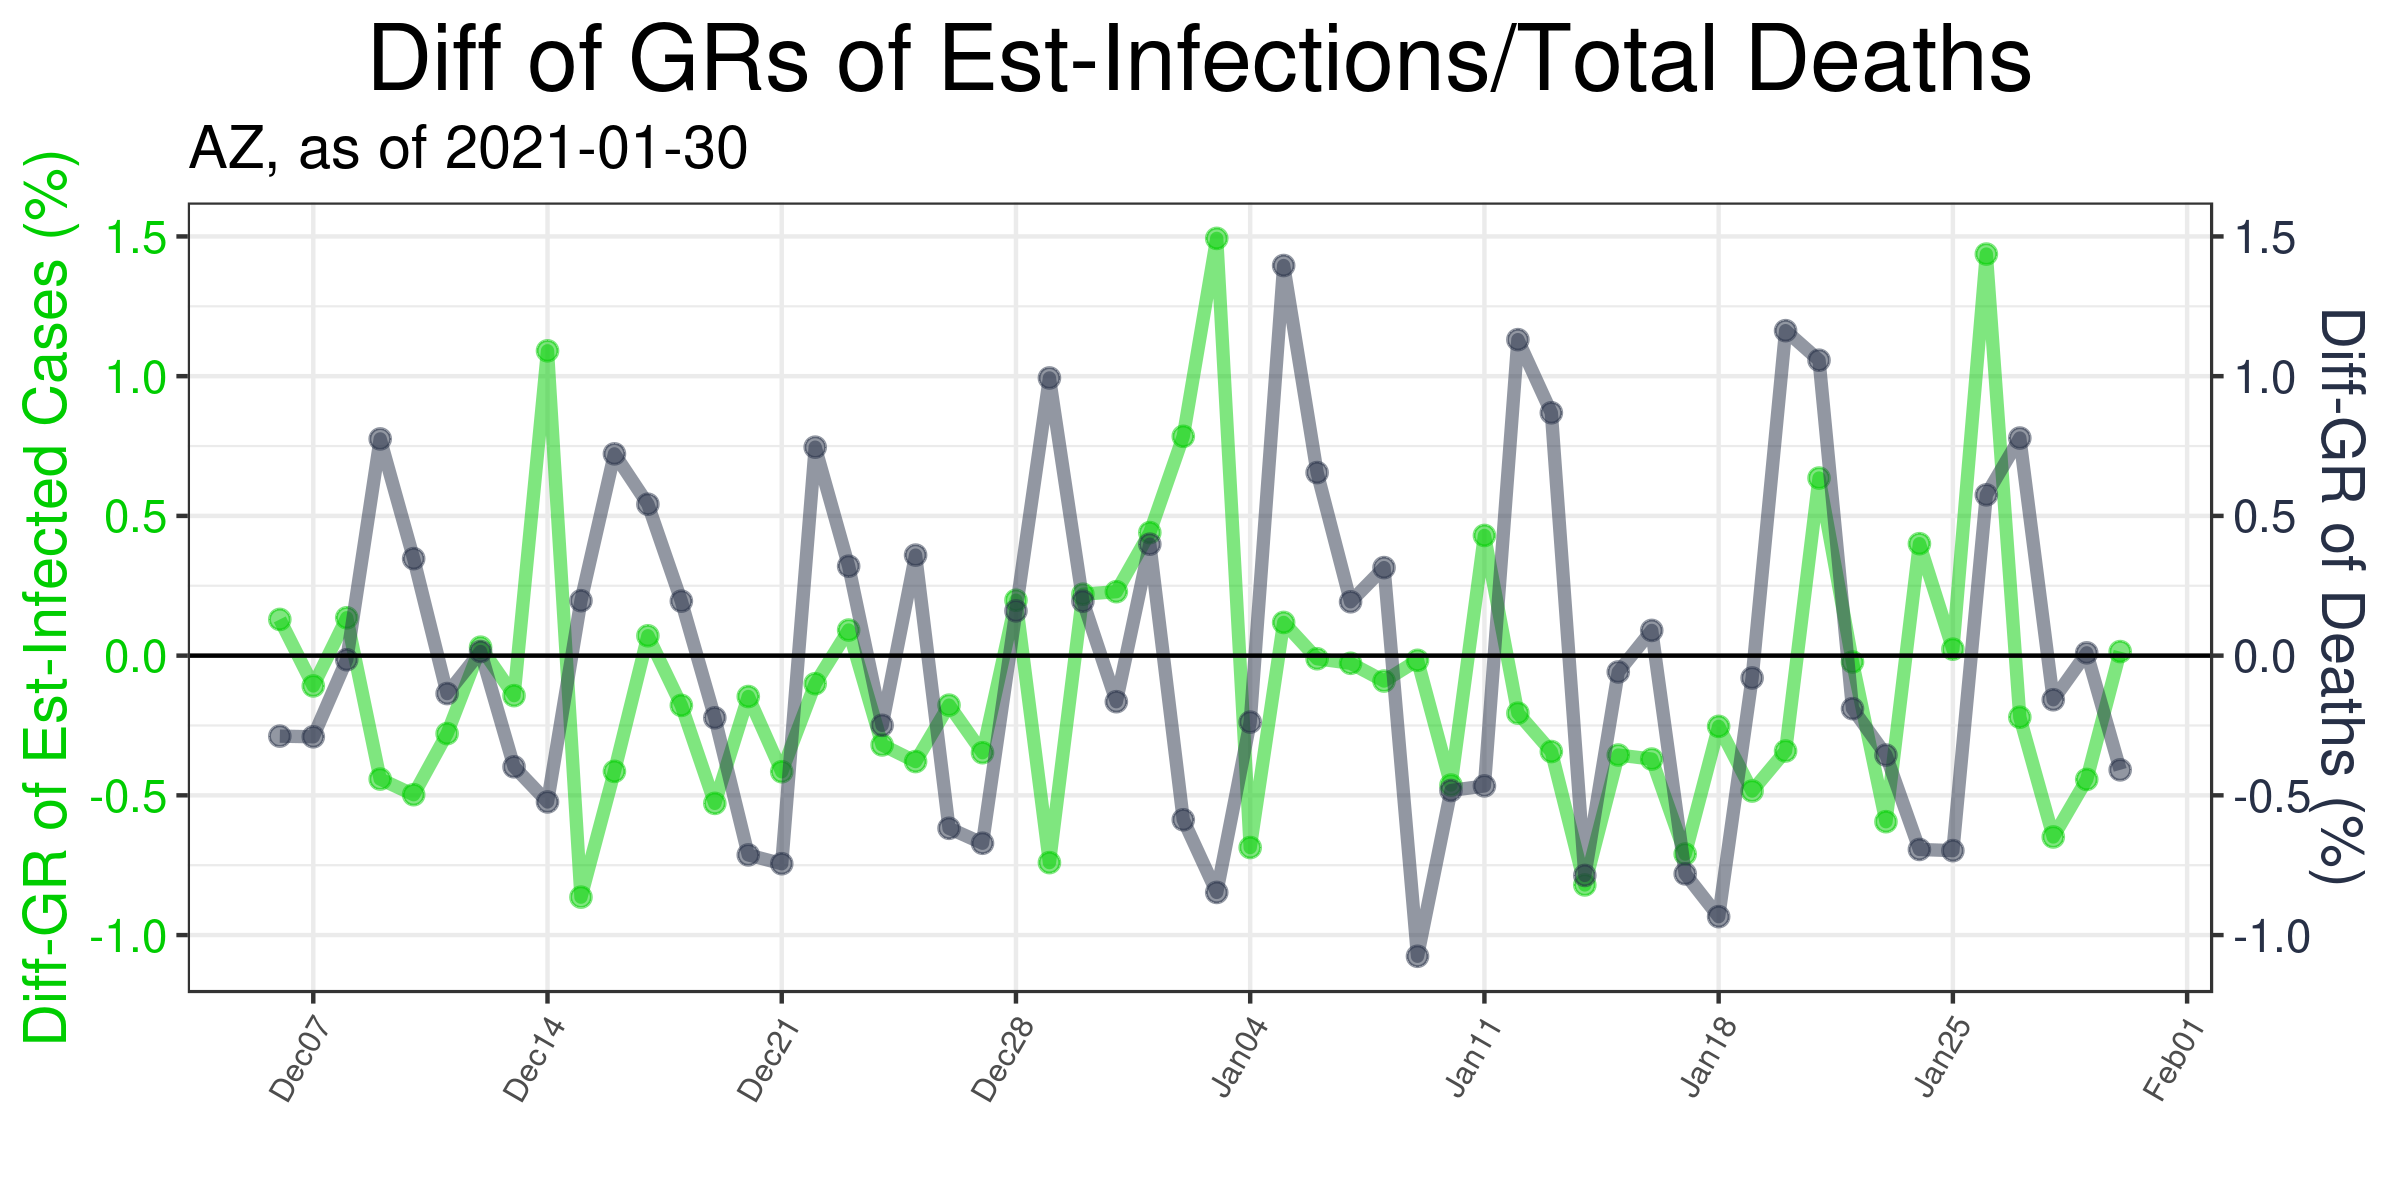 Diff of GRs of Est-Infections/Total Deaths
AZ, as of 2021-01-30
Diff-GR of Est-Infected Cases (%)
1.5
1.0
0.5
0.0
-0.5
-1.0
1.5
1.0
0.5
0.0
-0.5
-1.0
Diff-GR of Deaths (%)
Dec07 Dec14 Dec21 Dec28 Jan04 Jan11 Jan18 Jan25 Feb01